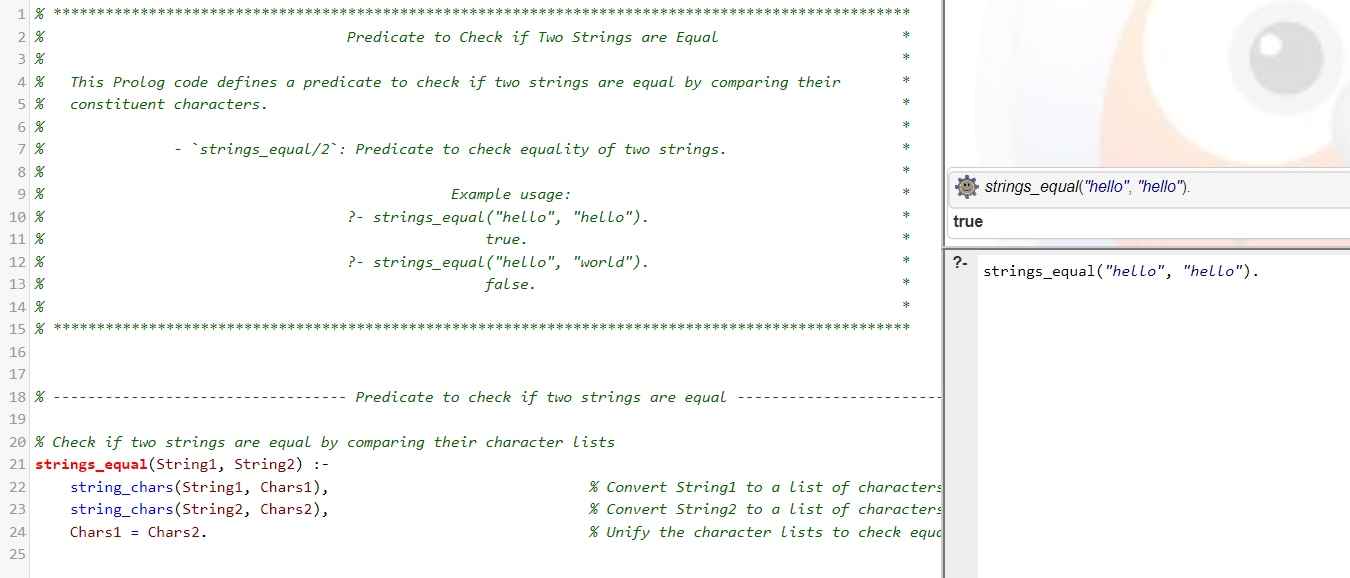 1 % ***************************************************************************************************
2 % Predicate to Check if Two Strings are Equal *
3 % *
4 % This Prolog code defines a predicate to check if two strings are equal by comparing their *
5 % constituent characters. *
6 % *
7 % - `strings_equal/2`: Predicate to check equality of two strings. *
8 % *
9 % Example usage: *
10 % ?- strings_equal("hello", "hello"). *
11 % true. *
12 % ?- strings_equal("hello", "world"). *
13 % false. *
14 % *
15 % ***************************************************************************************************
16
17
18 % ---------------------------------- Predicate to check if two strings are equal ------------------------
19
20 % Check if two strings are equal by comparing their character lists
21 strings_equal(String1, String2) :-
22 string_chars(String1, Chars1), % Convert String1 to a list of characters
23 string_chars(String2, Chars2), % Convert String2 to a list of characters
24 Chars1 = Chars2. % Unify the character lists to check equa
25
strings_equal("hello", "hello").
true
?- strings_equal("hello", "hello").